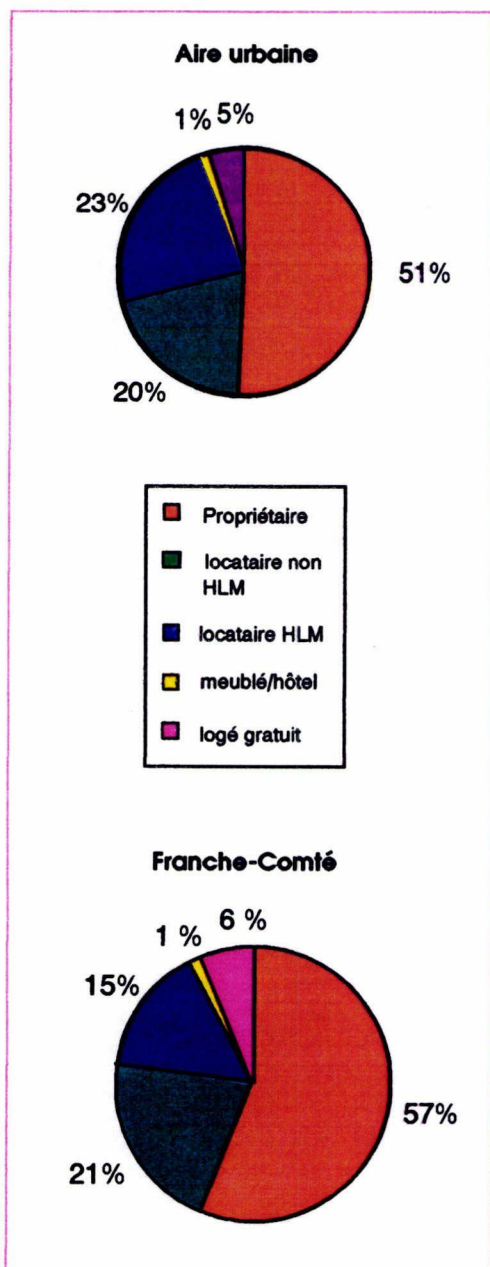 Aire urbaine
1% 5%
23%
51%
20%
Propriétaire
locataire non
HLM
locataire HLM
meublé/hôtel
logé gratuit
Franche-Comté
6 %
1 %
15%
57%
21%